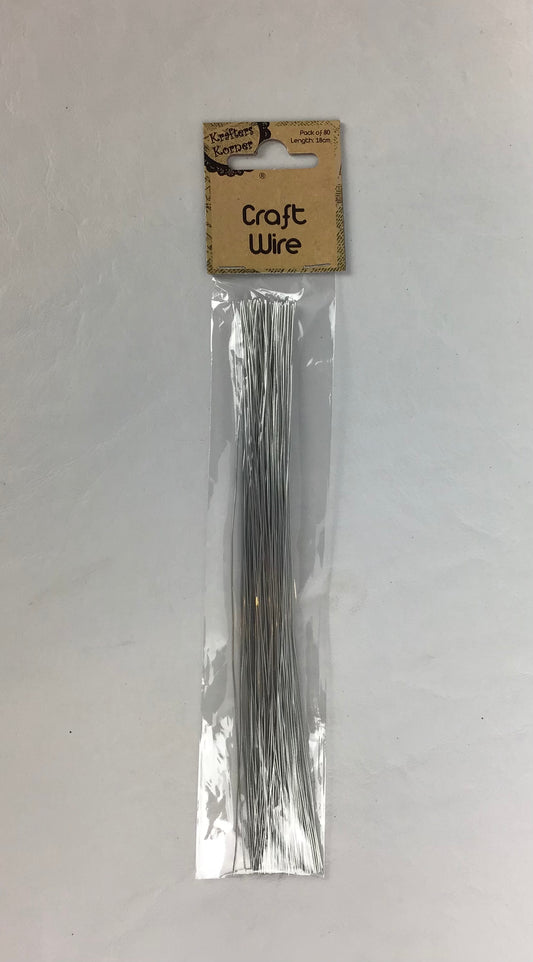 Krafters
Korner
Pack of 80
Length: 18cm
®
Craft
Wire